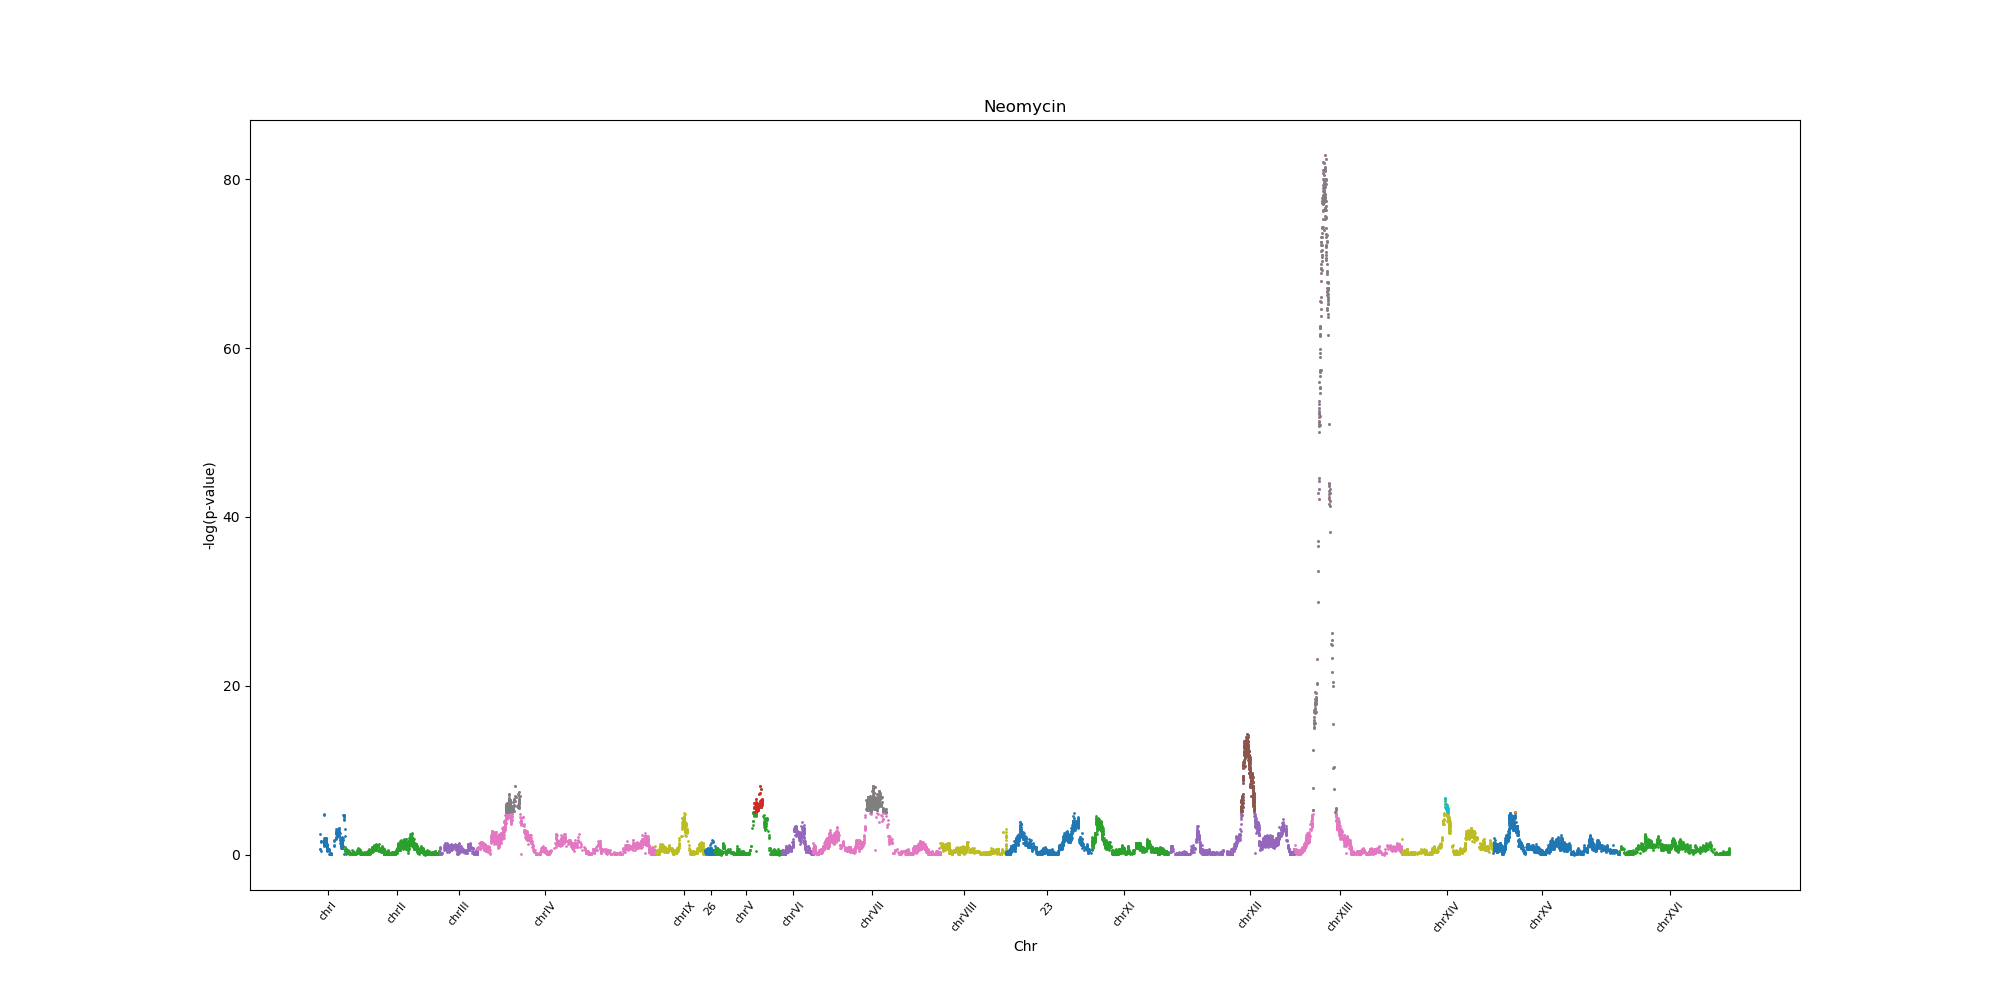 Neomycin
80
60
40
20
0
-log(p-value)
chrI
chrII
chrIII
chrIV
chrIX
26
chrV
chrVI
chrVII
chrVIII
23
chrXI
chrXII
chrXIII
chrXIV
chrXV
chrXVI
Chr